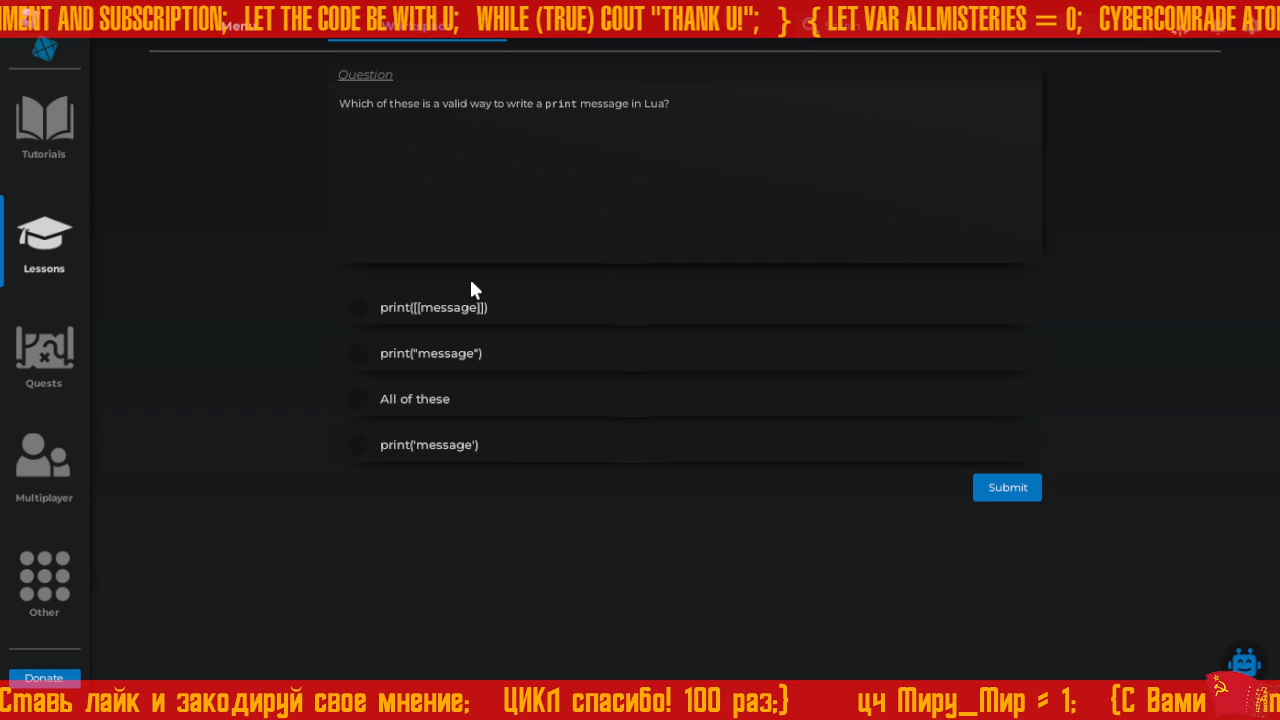 MENT AND SUBSCRIPTION; LET THE CODE BE WITH U; WHILE (TRUE) COUT "THANK U!"; } { LET VAR ALLMISTERIES == 0; CYBERCOMRADE
Menu
Question
Which of these is a valid way to write a print message in Lua?
Tutorials
Lessons
Quests
Multiplayer
Other
Donate
print([[message]])
print("message")
All of these
print('message')
Submit
Ставь лайк и закодируй свое мнение; ЦИКЛ спасибо! 100 раз;} цч Миру_Мир = 1; {С Вами